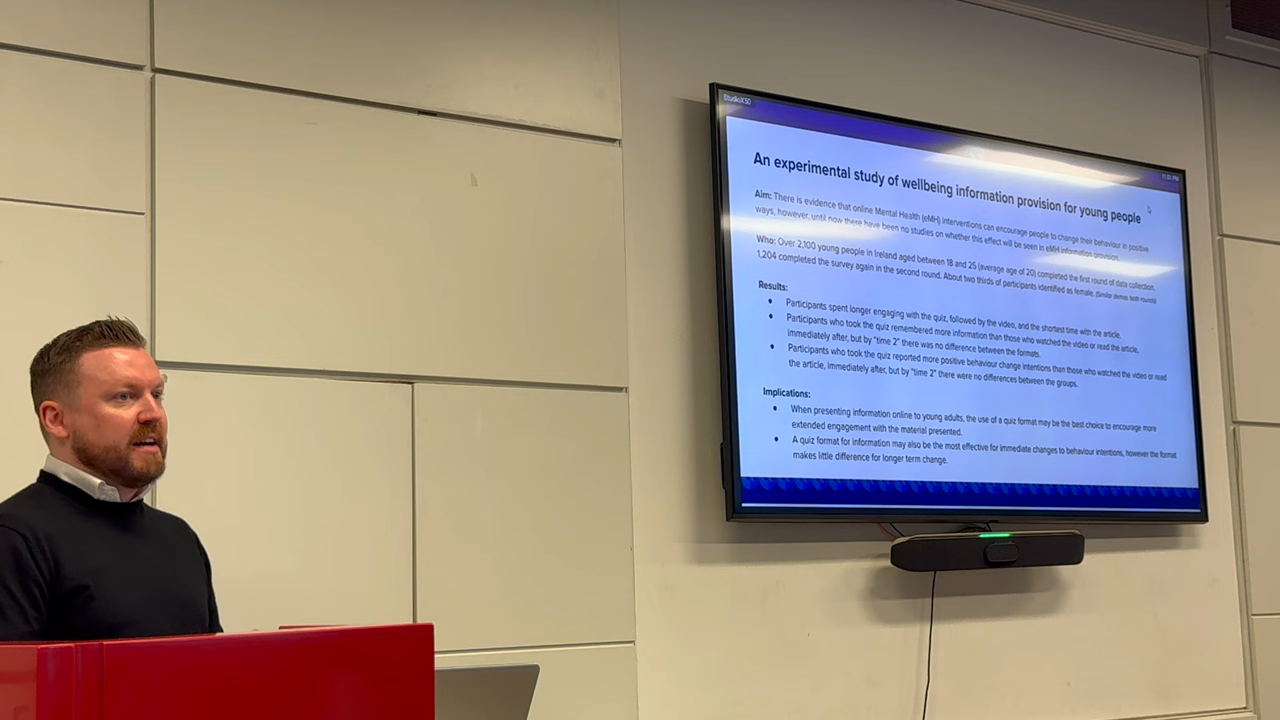 StudioX50
11:31 PM
An experimental study of wellbeing information provision for young people
Aim: There is evidence that online Mental Health (eMH) interventions can encourage people to change their behaviour in positive
ways, however, until now there have been no studies on whether this effect will be seen in eMH information provision.
Who: Over 2,100 young people in Ireland aged between 18 and 25 (average age of 20) completed the first round of data collection,
1,204 completed the survey again in the second round. About two thirds of participants identified as female. (Similar demos both rounds)
Results:
• Participants spent longer engaging with the quiz, followed by the video, and the shortest time with the article.
• Participants who took the quiz remembered more information than those who watched the video or read the article,
immediately after, but by "time 2" there was no difference between the formats.
• Participants who took the quiz reported more positive behaviour change intentions than those who watched the video or read
the article, immediately after, but by "time 2" there were no differences between the groups.
Implications:
• When presenting information online to young adults, the use of a quiz format may be the best choice to encourage more
extended engagement with the material presented.
• A quiz format for information may also be the most effective for immediate changes to behaviour intentions, however the format
makes little difference for longer term change.